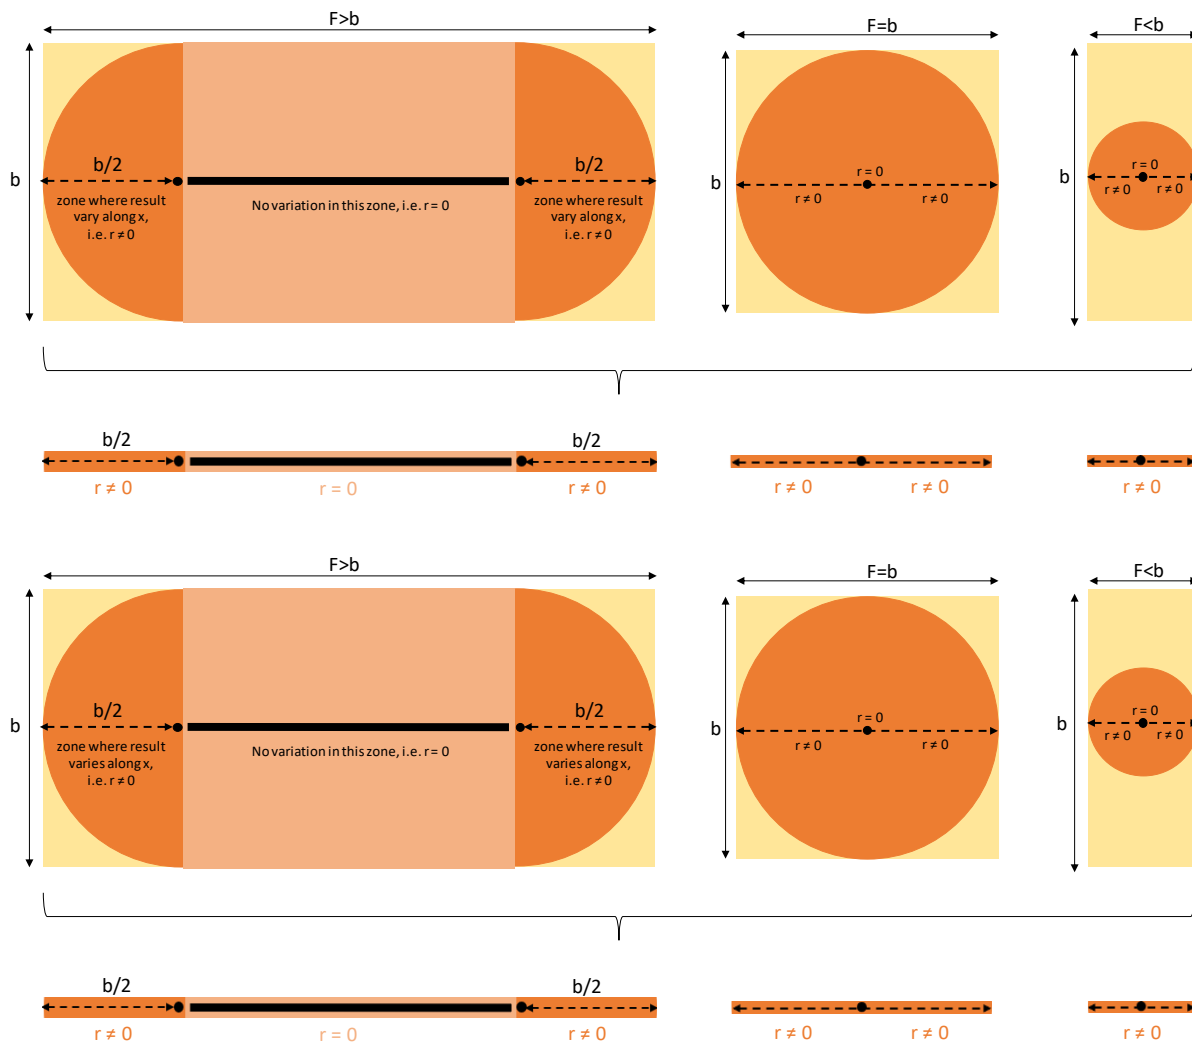 F>b
F=b
F<b
b
b/2
zone where result
vary along x,
i.e. r ≠ 0
No variation in this zone, i.e. r = 0
b/2
zone where result
vary along x,
i.e. r ≠ 0
b
r = 0
r ≠ 0
r ≠ 0
b
r = 0
r ≠ 0
r ≠ 0
b/2
b/2
r ≠ 0
r = 0
r ≠ 0
r ≠ 0
r ≠ 0
r ≠ 0
F>b
F=b
F<b
b
b/2
zone where result
varies along x,
i.e. r ≠ 0
No variation in this zone, i.e. r = 0
b/2
zone where result
varies along x,
i.e. r ≠ 0
b
r = 0
r ≠ 0
r ≠ 0
b
r = 0
r ≠ 0
r ≠ 0
b/2
b/2
r ≠ 0
r = 0
r ≠ 0
r ≠ 0
r ≠ 0
r ≠ 0